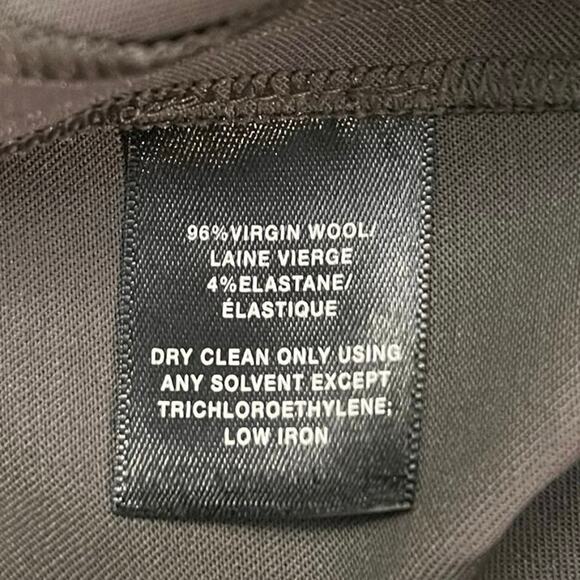 96%VIRGIN WOOL/
LAINE VIERGE
4%ELASTANE/
ÉLASTIQUE
DRY CLEAN ONLY USING
ANY SOLVENT EXCEPT
TRICHLOROETHYLENE;
LOW IRON